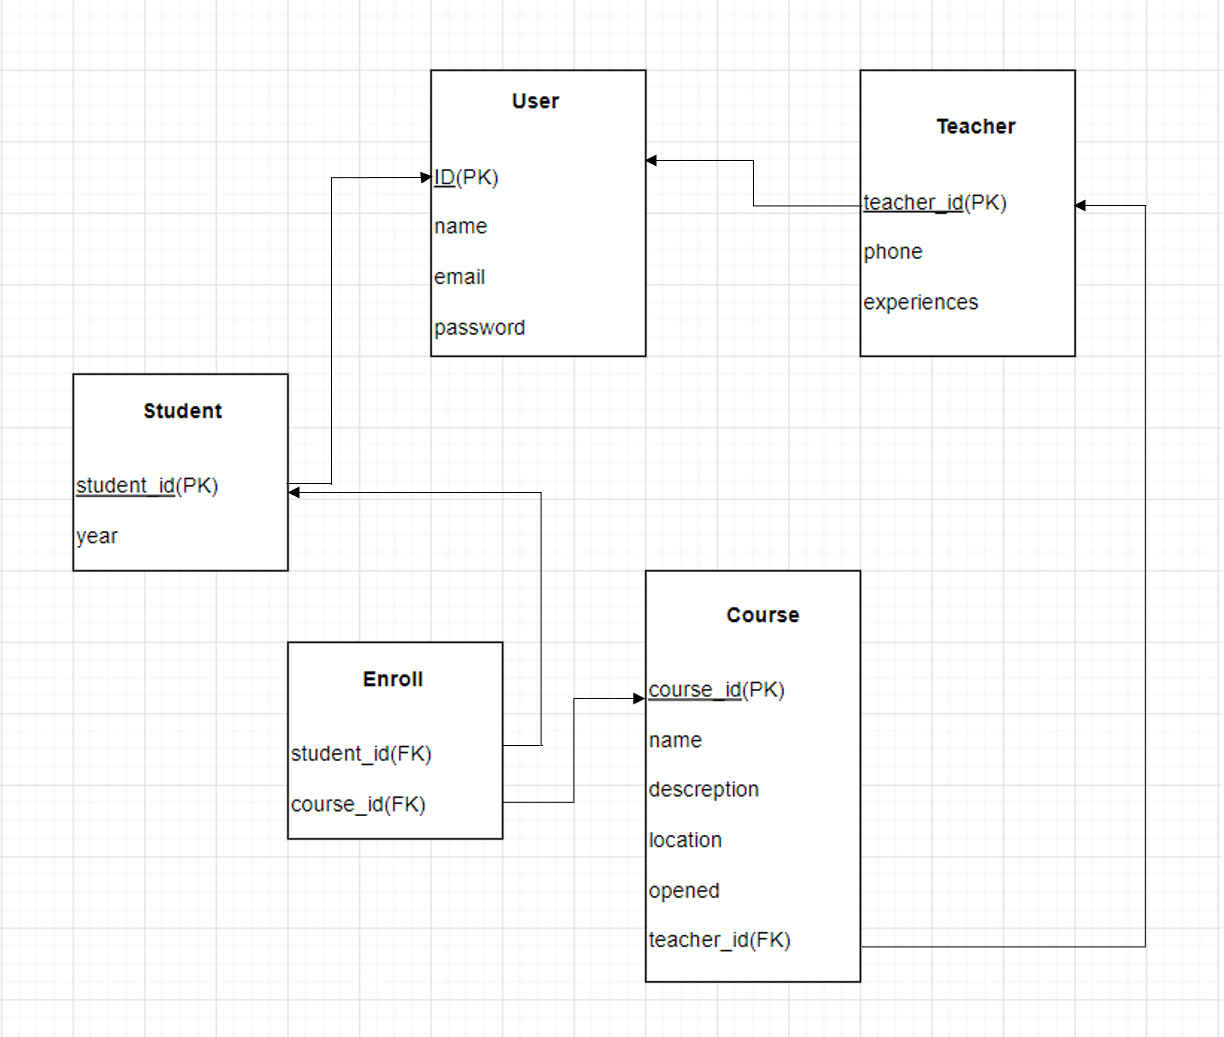 User
ID(PK)
name
email
password
Teacher
teacher_id(PK)
phone
experiences
Student
student_id(PK)
year
Enroll
student_id(FK)
course_id(FK)
Course
course_id(PK)
name
descreption
location
opened
teacher_id(FK)